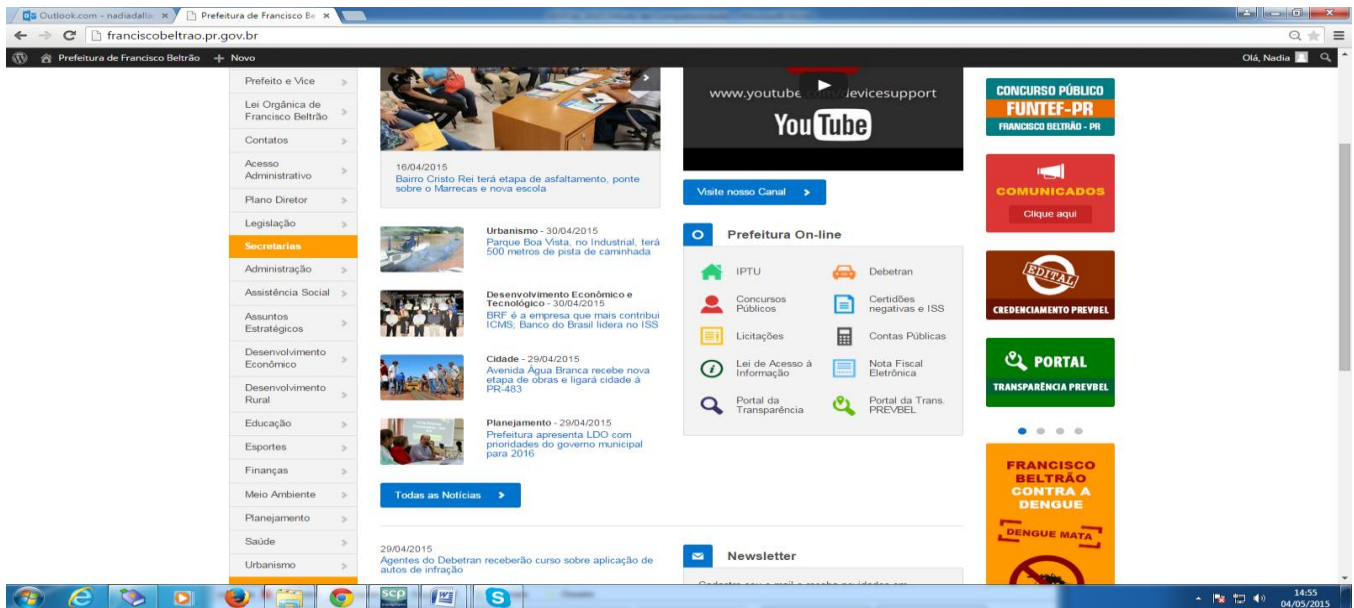 Outlook.com - nadiadalla
Prefeitura de Francisco Be
franciscobeltrao.pr.gov.br
Prefeitura de Francisco Beltrão
+ Novo
Olá, Nadia
Prefeito e Vice
Lei Orgânica de
Francisco Beltrão
Contatos
Acesso
Administrativo
Plano Diretor
Legislação
Secretarias
Administração
Assistência Social
Assuntos
Estratégicos
Desenvolvimento
Econômico
Desenvolvimento
Rural
Educação
Esportes
Finanças
Meio Ambiente
Planejamento
Saúde
Urbanismo
16/04/2015
Bairro Cristo Rei terá etapa de asfaltamento, ponte
sobre o Marrecas e nova escola
Urbanismo - 30/04/2015
Parque Boa Vista, no Industrial, terá
500 metros de pista de caminhada
Desenvolvimento Econômico e
Tecnológico - 30/04/2015
BRF é a empresa que mais contribui
ICMS; Banco do Brasil lidera no ISS
Cidade - 29/04/2015
Avenida Água Branca recebe nova
etapa de obras e ligará cidade à
PR-483
Planejamento - 29/04/2015
Prefeitura apresenta LDO com
prioridades do governo municipal
para 2016
Todas as Notícias
29/04/2015
Agentes do Debetran receberão curso sobre aplicação de
autos de infração
www.youtube.com/devicesupport
YouTube
Visite nosso Canal
Prefeitura On-line
IPTU
Debetran
Concursos
Públicos
Certidões
negativas e ISS
Licitações
Contas Públicas
Lei de Acesso à
Informação
Nota Fiscal
Eletrônica
Portal da
Transparência
Portal da Trans.
PREVBEL
Newsletter
CONCURSO PÚBLICO
FUNTEF-PR
FRANCISCO BELTRÃO - PR
COMUNICADOS
Clique aqui
EDITAL
CREDENCIAMENTO PREVBEL
PORTAL
TRANSPARÊNCIA PREVBEL
FRANCISCO
BELTRÃO
CONTRA A
DENGUE
DENGUE MATA
scp
14:55
04/05/2015